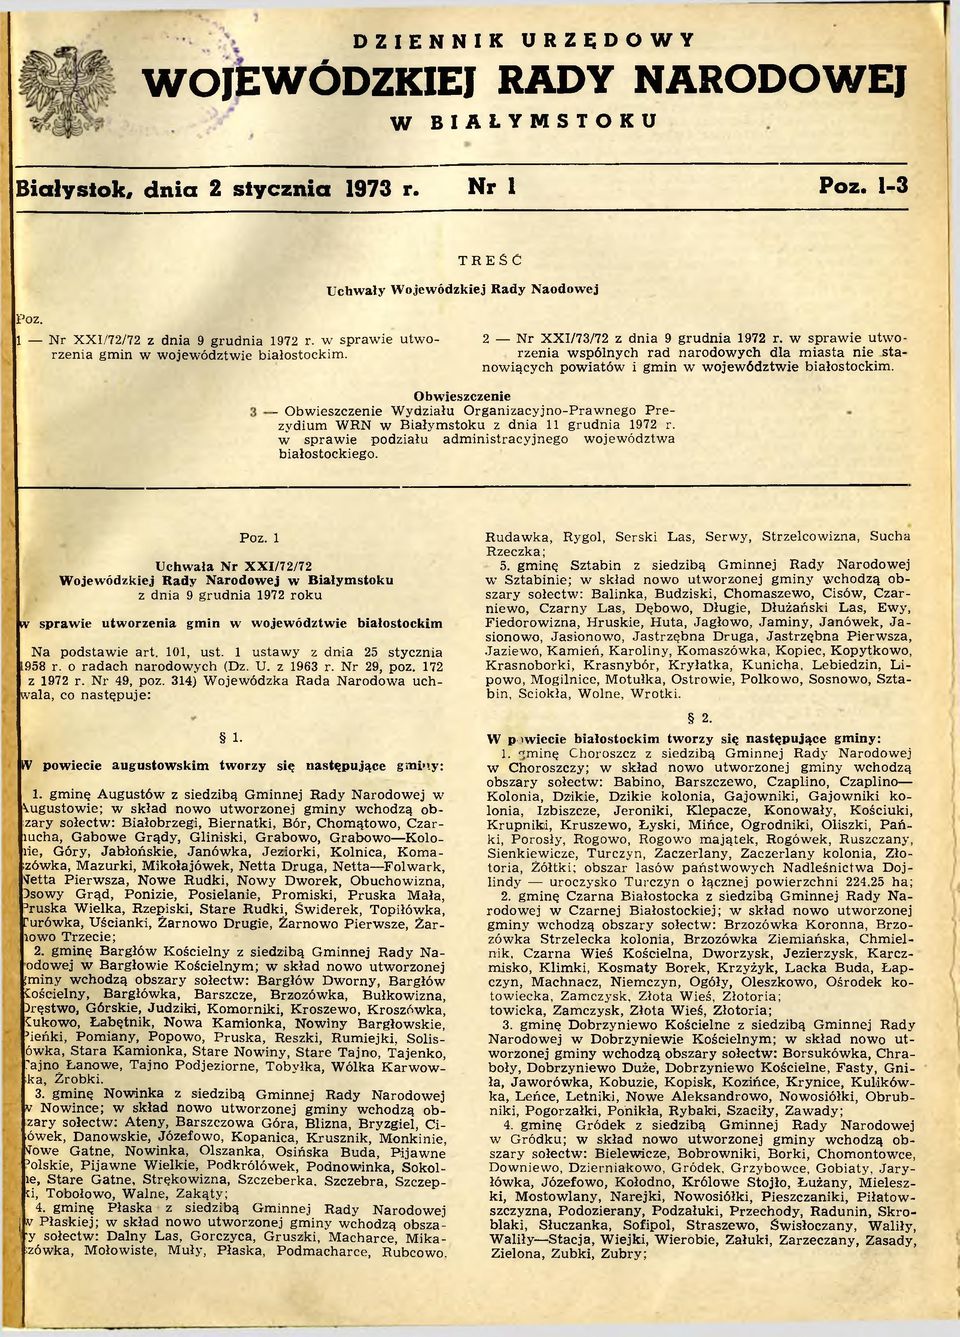 DZIENNIK URZĘDOWY
WOJEWÓDZKIEJ RADY NARODOWEJ
W BIAŁYMSTOKU
Białystok, dnia 2 stycznia 1973 r. Nr 1 Poz. 1-3
TREŚĆ
Uchwały Wojewódzkiej Rady Naodowej
Poz.
1 — Nr XXI/72/72 z dnia 9 grudnia 1972 r. w sprawie utwo-
rzenia gmin w województwie białostockim.
2 — Nr XXI/73/72 z dnia 9 grudnia 1972 r. w sprawie utwo-
rzenia wspólnych rad narodowych dla miasta nie sta-
nowiących powiatów i gmin w województwie białostockim.
Obwieszczenie
3 — Obwieszczenie Wydziału Organizacyjno-Prawnego Pre-
zydium WRN w Białymstoku z dnia 11 grudnia 1972 r.
w sprawie podziału administracyjnego województwa
białostockiego.
Poz. 1
Uchwała Nr XXI/72/72
Wojewódzkiej Rady Narodowej w Białymstoku
z dnia 9 grudnia 1972 roku
w sprawie utworzenia gmin w województwie białostockim
Na podstawie art. 101, ust. 1 ustawy z dnia 25 stycznia
1958 r. o radach narodowych (Dz. U. z 1963 r. Nr 29, poz. 172
z 1972 r. Nr 49, poz. 314) Wojewódzka Rada Narodowa uch-
wala, co następuje:
§ 1.
W powiecie augustowskim tworzy się następujące gminy:
1. gminę Augustów z siedzibą Gminnej Rady Narodowej w
Augustowie; w skład nowo utworzonej gminy wchodzą ob-
szary sołectw: Białobrzegi, Biernatki, Bór, Chomątowo, Czar-
nucha, Gabowe Grądy, Gliniski, Grabowo, Grabowo—Kolo-
nie, Góry, Jabłońskie, Janówka, Jeziorki, Kolnica, Koma-
szówka, Mazurki, Mikołajówek, Netta Druga, Netta—Folwark,
Netta Pierwsza, Nowe Rudki, Nowy Dworek, Obuchowizna,
Osowy Grąd, Ponizie, Posielanie, Promiski, Pruska Mała,
Pruska Wielka, Rzepiski, Stare Rudki, Świderek, Topiłówka,
Turówka, Uścianki, Żarnowo Drugie, Żarnowo Pierwsze, Żar-
nowo Trzecie;
2. gminę Bargłów Kościelny z siedzibą Gminnej Rady Na-
rodowej w Bargłowie Kościelnym; w skład nowo utworzonej
gminy wchodzą obszary sołectw: Bargłów Dworny, Bargłów
Kościelny, Bargłówka, Barszcze, Brzozówka, Bułkowizna,
Dręstwo, Górskie, Judziki, Komorniki, Kroszewo, Kroszówka,
Kukowo, Łabętnik, Nowa Kamionka, Nowiny Bargłowskie,
Pieńki, Pomiany, Popowo, Pruska, Reszki, Rumiejki, Solis-
tówka, Stara Kamionka, Stare Nowiny, Stare Tajno, Tajenko,
Tajno Łanowe, Tajno Podjeziorne, Tobyłka, Wólka Karwow-
ska, Żrobki.
3. gminę Nowinka z siedzibą Gminnej Rady Narodowej
w Nowince; w skład nowo utworzonej gminy wchodzą ob-
szary sołectw: Ateny, Barszczowa Góra, Blizna, Bryzgiel, Ci-
sówek, Danowskie, Józefowo, Kopanica, Krusznik, Monkinie,
Nowe Gatne, Nowinka, Olszanka, Osińska Buda, Pijawne
Polskie, Pijawne Wielkie, Podkrólówek, Podnowinka, Sokol-
ne, Stare Gatne, Strękowizna, Szczeberka, Szczebra, Szczep-
ki, Tobołowo, Walne, Zakąty;
4. gminę Płaska z siedzibą Gminnej Rady Narodowej
w Płaskiej; w skład nowo utworzonej gminy wchodzą obsza-
ry sołectw: Dalny Las, Gorczyca, Gruszki, Macharce, Mika-
szówka, Mołowiste, Muły, Płaska, Podmacharce, Rubcowo,
Rudawka, Rygol, Serski Las, Serwy, Strzelcowizna, Sucha
Rzeczka;
5. gminę Sztabin z siedzibą Gminnej Rady Narodowej
w Sztabinie; w skład nowo utworzonej gminy wchodzą ob-
szary sołectw: Balinka, Budziski, Chomaszewo, Cisów, Czar-
niewo, Czarny Las, Dębowo, Długie, Dłużański Las, Ewy,
Fiedorowizna, Hruskie, Huta, Jagłowo, Jaminy, Janówek, Ja-
sionowo, Jasionowo, Jastrzębna Druga, Jastrzębna Pierwsza,
Jaziewo, Kamień, Karoliny, Komaszówka, Kopiec, Kopytkowo,
Krasnoborki, Krasnybór, Kryłatka, Kunicha, Lebiedzin, Li-
powo, Mogilnice, Motułka, Ostrowie, Polkowo, Sosnowo, Szta-
bin, Sciokła, Wolne, Wrotki.
§ 2.
W powiecie białostockim tworzy się następujące gminy:
1. gminę Choroszcz z siedzibą Gminnej Rady Narodowej
w Choroszczy; w skład nowo utworzonej gminy wchodzą
obszary sołectw: Babino, Barszczewo, Czaplino, Czaplino—
Kolonia, Dzikie, Dzikie kolonia, Gajowniki, Gajowniki ko-
lonia, Izbiszcze, Jeroniki, Klepacze, Konowały, Kościuki,
Krupniki, Kruszewo, Łyski, Mińce, Ogrodniki, Oliszki, Pań-
ki, Porosły, Rogowo, Rogowo majątek, Rogówek, Ruszczany,
Sienkiewicze, Turczyn, Zaczerlany, Zaczerlany kolonia, Zło-
toria, Żółtki; obszar lasów państwowych Nadleśnictwa Doj-
lindy — uroczysko Turczyn o łącznej powierzchni 224.25 ha;
2. gminę Czarna Białostocka z siedzibą Gminnej Rady Na-
rodowej w Czarnej Białostockiej; w skład nowo utworzonej
gminy wchodzą obszary sołectw: Brzozówka Koronna, Brzo-
zówka Strzelecka kolonia, Brzozówka Ziemiańska, Chmiel-
nik, Czarna Wieś Kościelna, Dworzysk, Jezierzysk, Karcz-
misko, Klimki, Kosmaty Borek, Krzyżyk, Lacka Buda, Łap-
czyn, Machnacz, Niemczyn, Ogóły, Oleszkowo, Ośrodek ko-
towiecka, Zamczysk, Złota Wieś, Złotoria;
towicka, Zamczysk, Złota Wieś, Złotoria;
3. gminę Dobrzyniewo Kościelne z siedzibą Gminnej Rady
Narodowej w Dobrzyniewie Kościelnym; w skład nowo ut-
worzonej gminy wchodzą obszary sołectw: Borsukówka, Chra-
boły, Dobrzyniewo Duże, Dobrzyniewo Kościelne, Fasty, Gni-
ła, Jaworówka, Kobuzie, Kopisk, Kozińce, Krynice, Kulików-
ka, Leńce, Letniki, Nowe Aleksandrowo, Nowosiółki, Obrub-
niki, Pogorzałki, Ponikła, Rybaki, Szaciły, Zawady;
4. gminę Gródek z siedzibą Gminnej Rady Narodowej
w Gródku; w skład nowo utworzonej gminy wchodzą ob-
szary sołectw: Bielewicze, Bobrowniki, Borki, Chomontowce,
Downiewo, Dzierniakowo, Gródek, Grzybowce, Gobiaty, Jary-
łówka, Józefowo, Kołodno, Królowe Stojło, Łużany, Mielesz-
ki, Mostowlany, Narejki, Nowosiółki, Pieszczaniki, Piłatow-
szczyzna, Podozierany, Podzałuki, Przechody, Radunin, Skro-
blaki, Słuczanka, Sofipol, Straszewo, Świsłoczany, Waliły,
Waliły—Stacja, Wiejki, Wierobie, Załuki, Zarzeczany, Zasady,
Zielona, Zubki, Zubry;